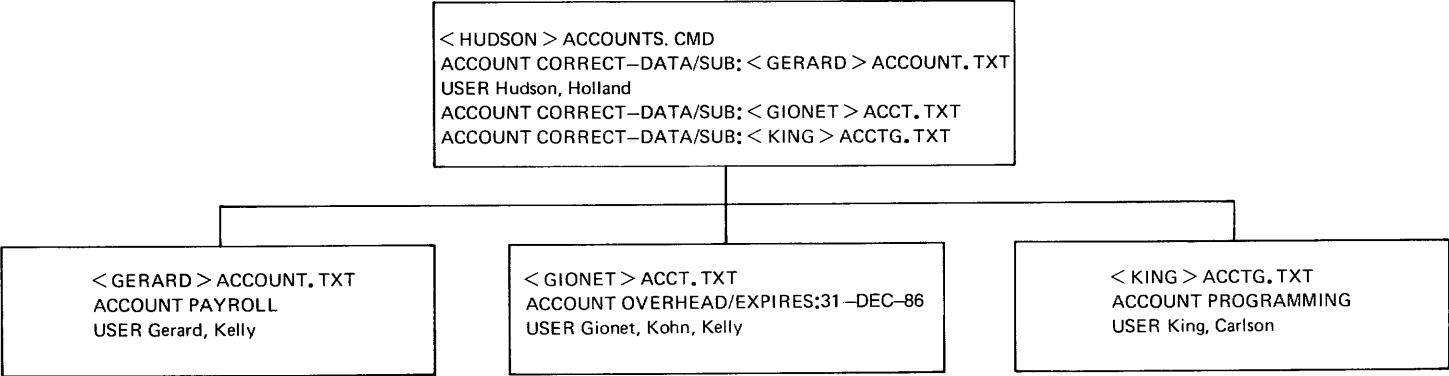 < HUDSON > ACCOUNTS. CMD
ACCOUNT CORRECT–DATA/SUB: < GERARD > ACCOUNT. TXT
USER Hudson, Holland
ACCOUNT CORRECT–DATA/SUB: < GIONET > ACCT. TXT
ACCOUNT CORRECT–DATA/SUB: < KING > ACCTG. TXT
< GERARD > ACCOUNT. TXT
ACCOUNT PAYROLL
USER Gerard, Kelly
< GIONET > ACCT. TXT
ACCOUNT OVERHEAD/EXPIRES:31–DEC–86
USER Gionet, Kohn, Kelly
< KING > ACCTG. TXT
ACCOUNT PROGRAMMING
USER King, Carlson